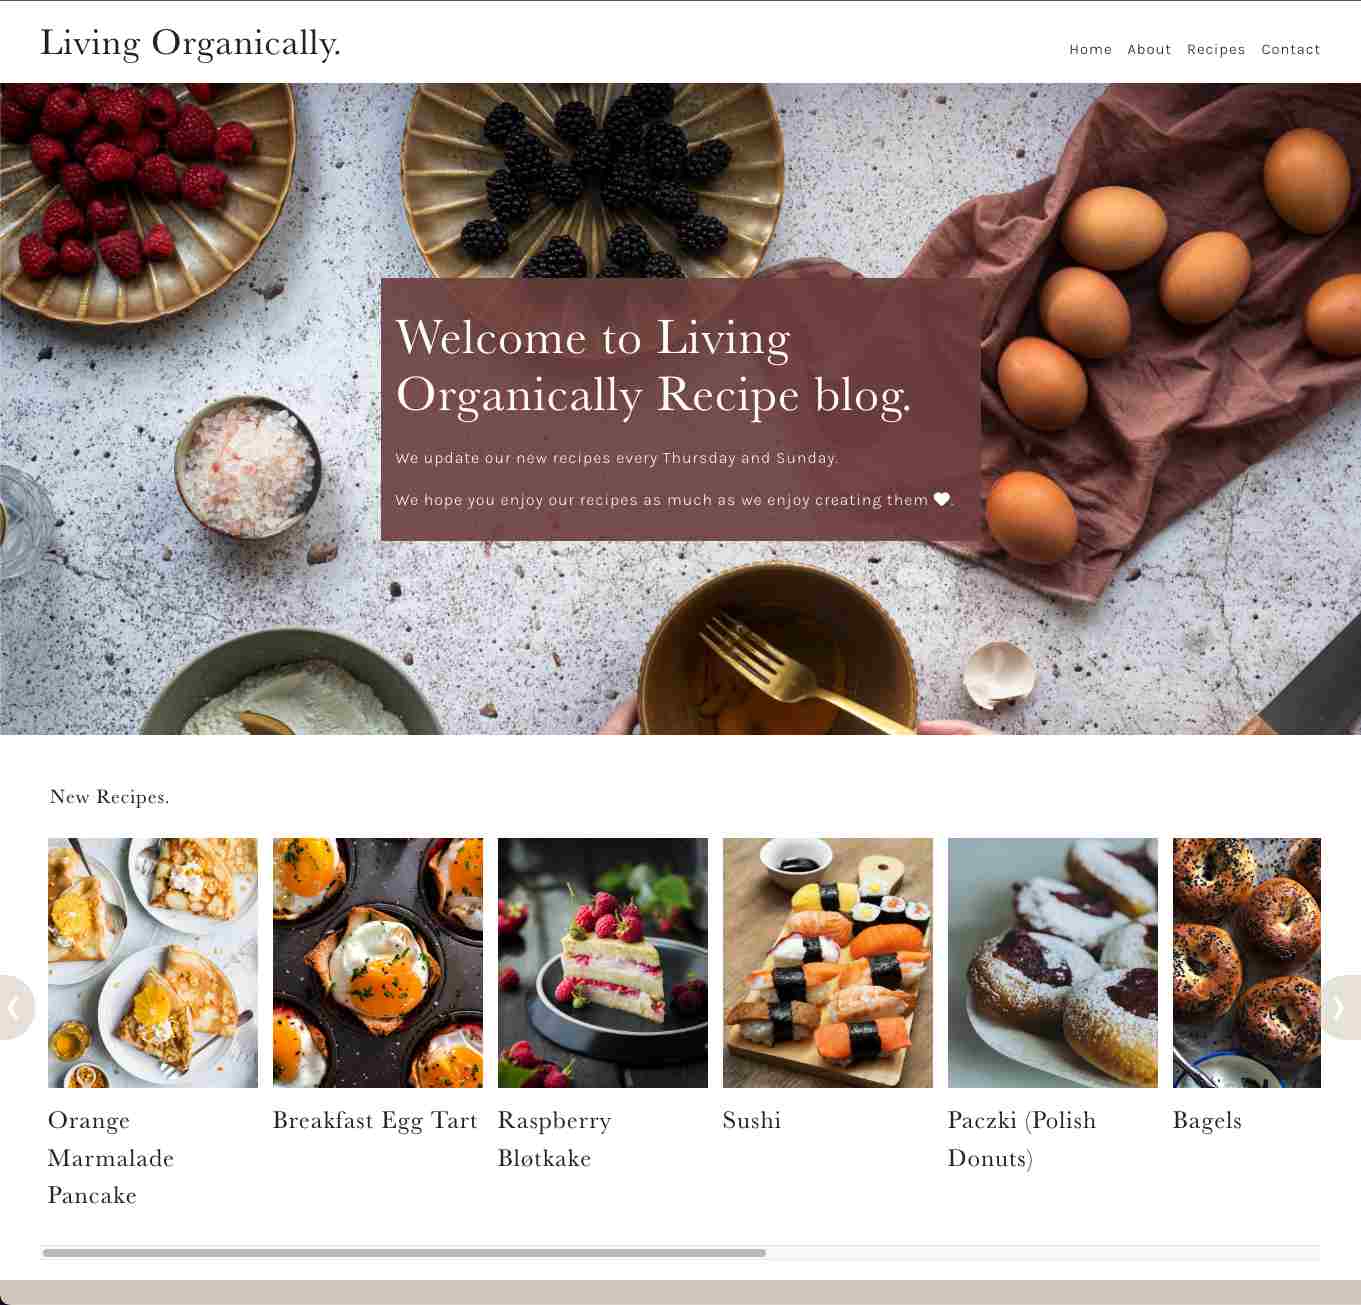 Living Organically.
Home About Recipes Contact
Welcome to Living
Organically Recipe blog.
We update our new recipes every Thursday and Sunday.
We hope you enjoy our recipes as much as we enjoy creating them ♥.
New Recipes.
Orange
Marmalade
Pancake
Breakfast Egg Tart
Raspberry
Bløtkake
Sushi
Paczki (Polish
Donuts)
Bagels